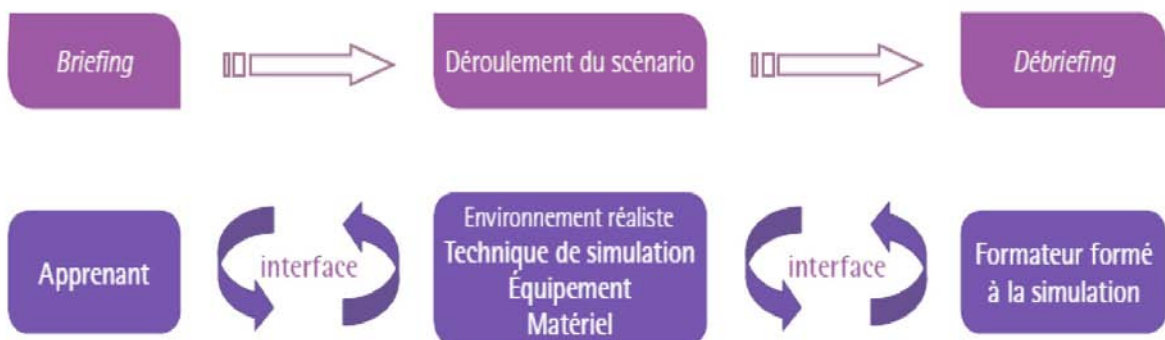 Briefing
Déroulement du scénario
Débriefing
Apprenant
interface
Environnement réaliste
Technique de simulation
Équipement
Matériel
interface
Formateur formé
à la simulation